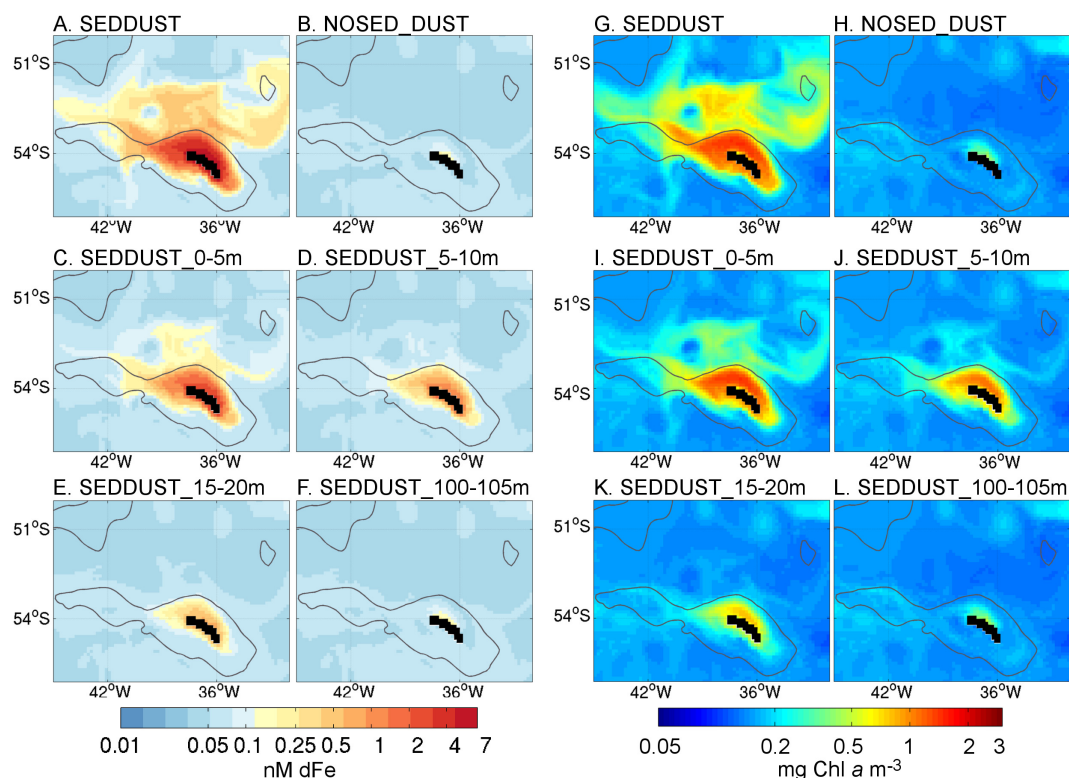 A. SEDDUST
B. NOSED_DUST
G. SEDDUST
H. NOSED_DUST
51°S
54°S
51°S
54°S
42°W
36°W
42°W
36°W
42°W
36°W
42°W
36°W
C. SEDDUST_0-5m
D. SEDDUST_5-10m
I. SEDDUST_0-5m
J. SEDDUST_5-10m
51°S
54°S
51°S
54°S
42°W
36°W
42°W
36°W
42°W
36°W
42°W
36°W
E. SEDDUST_15-20m
F. SEDDUST_100-105m
K. SEDDUST_15-20m
L. SEDDUST_100-105m
51°S
54°S
51°S
54°S
42°W
36°W
42°W
36°W
42°W
36°W
42°W
36°W
0.01 0.05 0.1 0.25 0.5 1 2 4 7
nM dFe
0.05 0.2 0.5 1 2 3
mg Chl a m⁻³